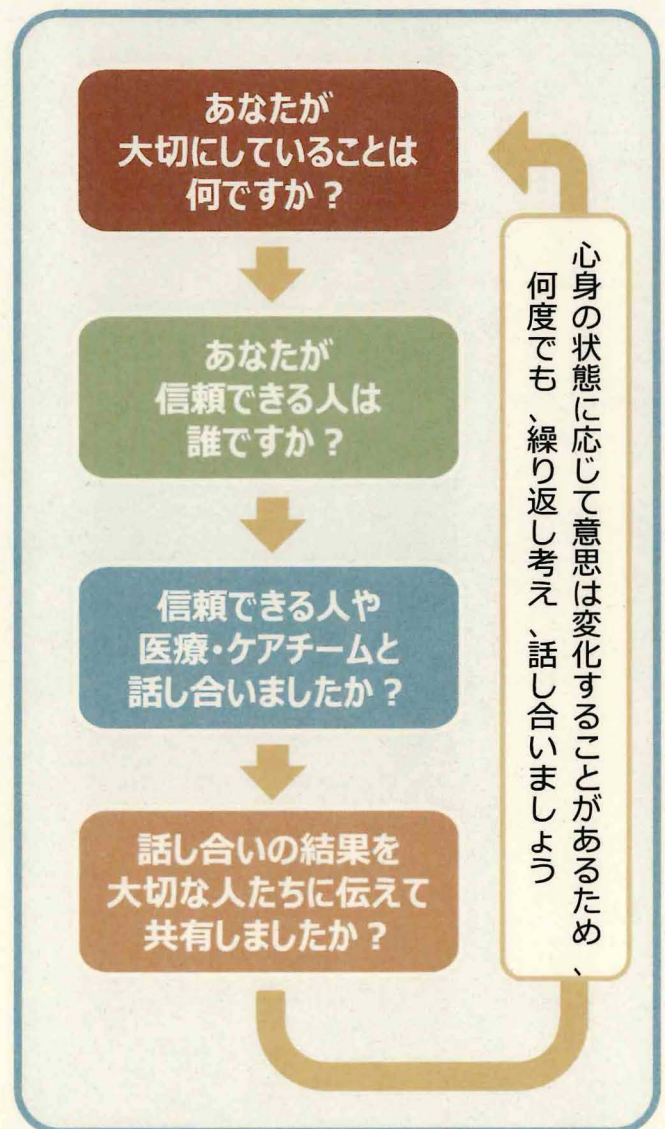 あなたが
大切にしていることは
何ですか？
あなたが
信頼できる人は
誰ですか？
信頼できる人や
医療・ケアチームと
話し合いましたか？
話し合いの結果を
大切な人たちに伝えて
共有しましたか？
心身の状態に応じて意思は変化することがあるため、
何度でも、繰り返し考え、話し合いましょう